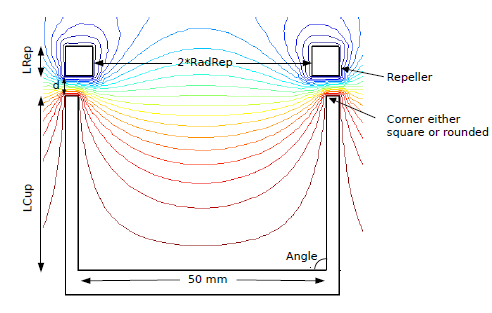 LRep
2*RadRep
Repeller
d
Corner either
square or rounded
LCup
Angle
50 mm